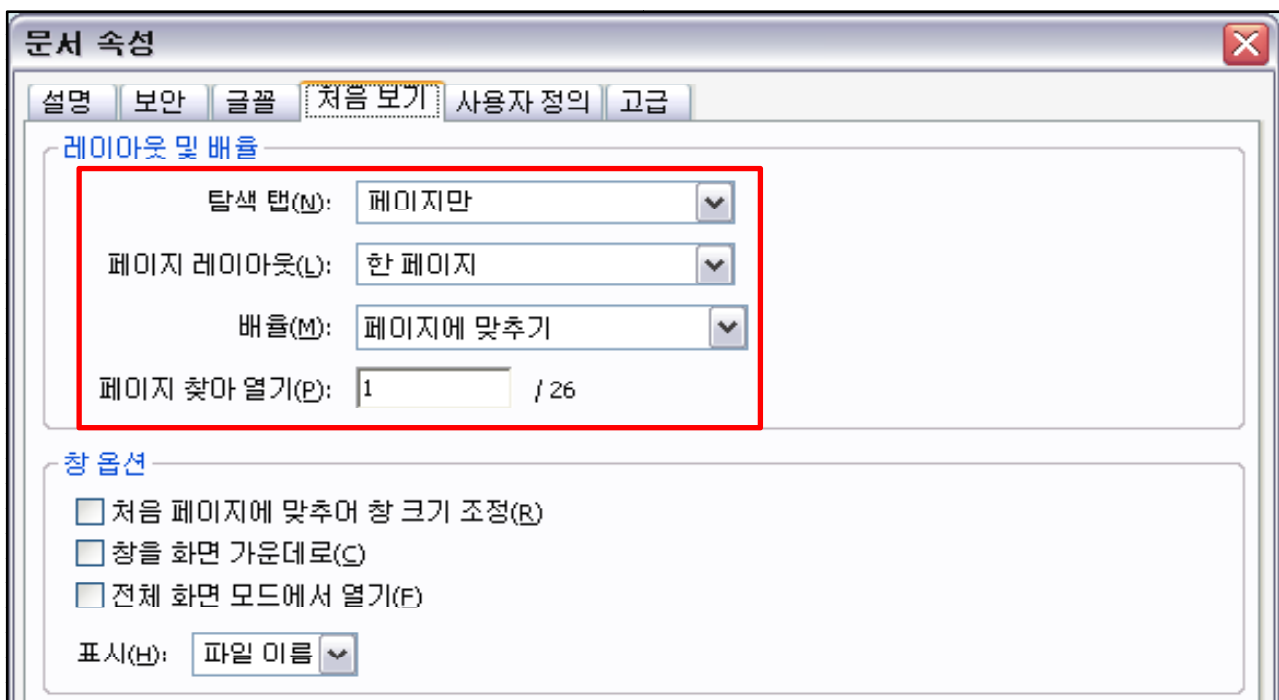 문서 속성
설명 보안 글꼴 처음 보기 사용자 정의 고급
레이아웃 및 배율
탐색 탭(N): 페이지만
페이지 레이아웃(L): 한 페이지
배율(M): 페이지에 맞추기
페이지 찾아 열기(P): 1 / 26
창 옵션
처음 페이지에 맞추어 창 크기 조정(R)
창을 화면 가운데로(C)
전체 화면 모드에서 열기(F)
표시(H): 파일 이름